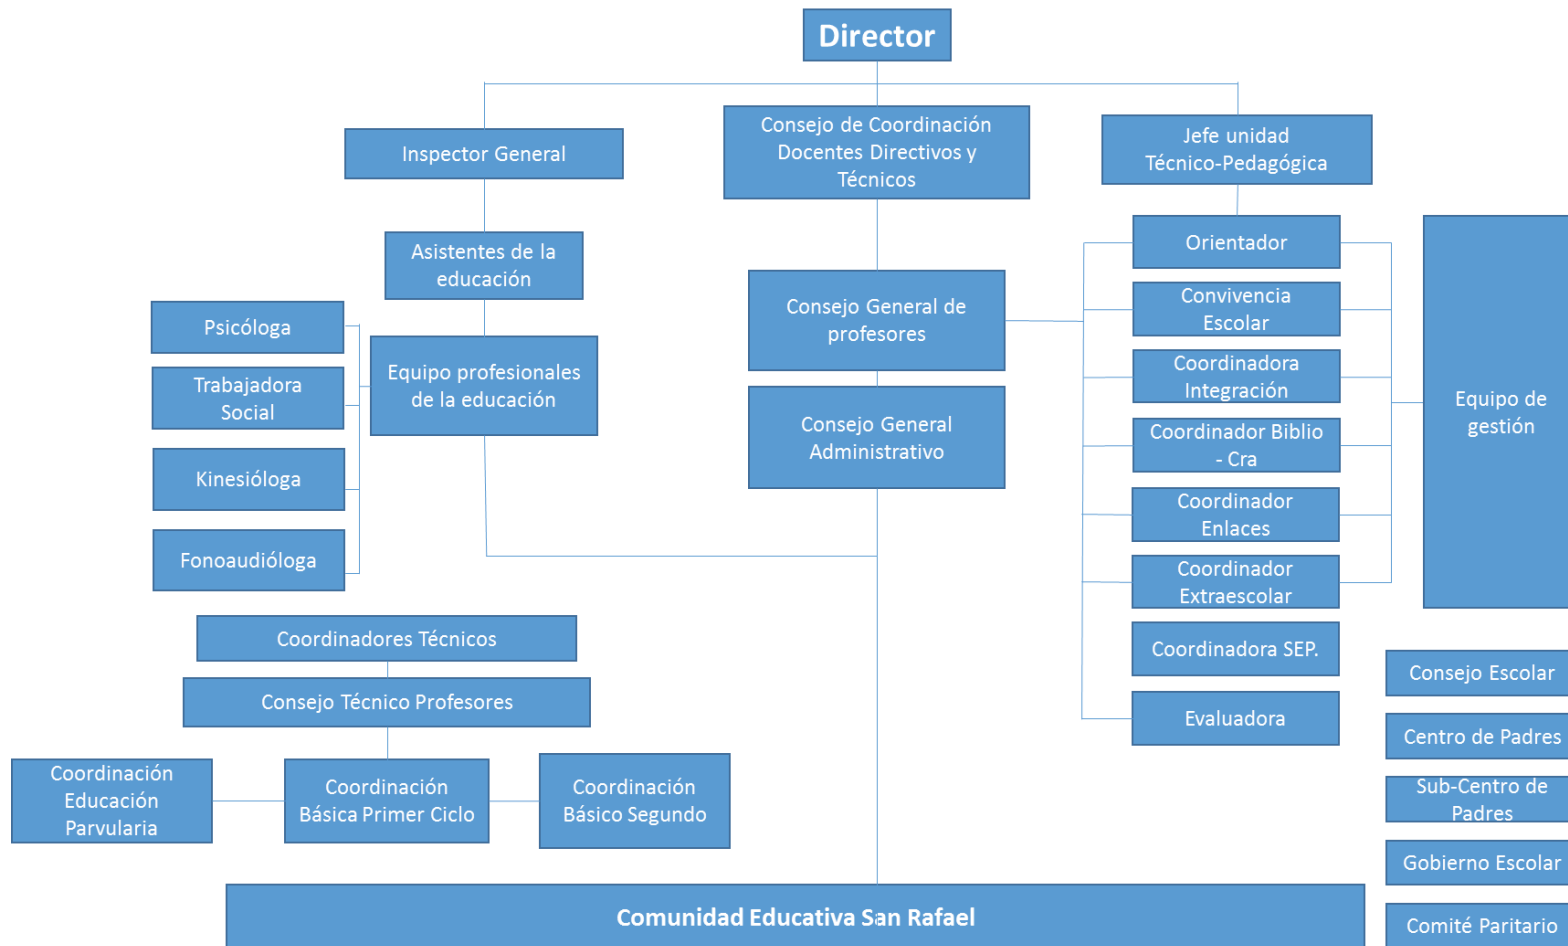 Director
Inspector General
Consejo de Coordinación
Docentes Directivos y
Técnicos
Jefe unidad
Técnico-Pedagógica
Asistentes de la
educación
Equipo profesionales
de la educación
Psicóloga
Trabajadora
Social
Kinesióloga
Fonoaudióloga
Consejo General de
profesores
Consejo General
Administrativo
Orientador
Convivencia
Escolar
Coordinadora
Integración
Coordinador Biblio
- Cra
Coordinador
Enlaces
Coordinador
Extraescolar
Coordinadora SEP.
Evaluadora
Equipo de
gestión
Coordinadores Técnicos
Consejo Técnico Profesores
Coordinación
Educación
Parvularia
Coordinación
Básica Primer Ciclo
Coordinación
Básico Segundo
Consejo Escolar
Centro de Padres
Sub-Centro de
Padres
Gobierno Escolar
Comité Paritario
Comunidad Educativa San Rafael